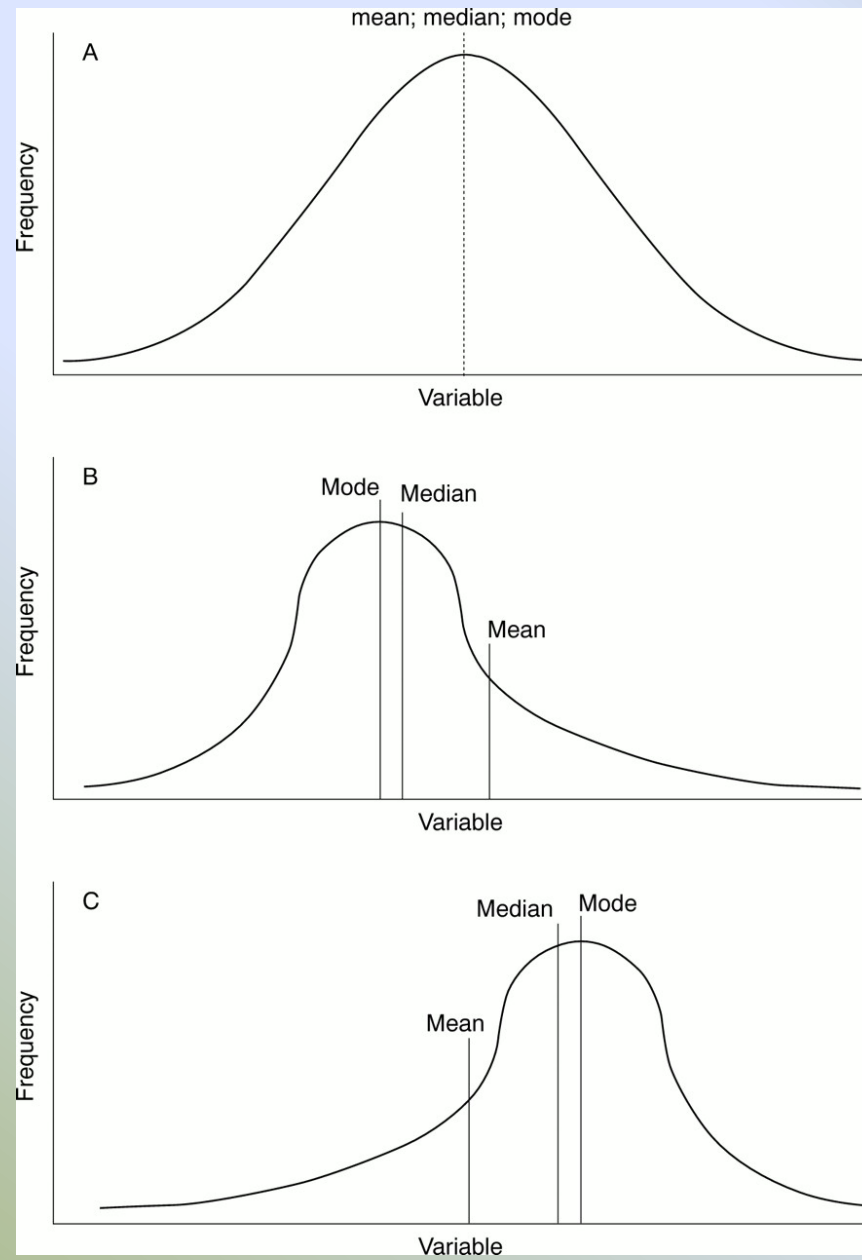 mean; median; mode
A
Frequency
Variable
B
Mode
Median
Mean
Frequency
Variable
C
Median
Mode
Mean
Frequency
Variable